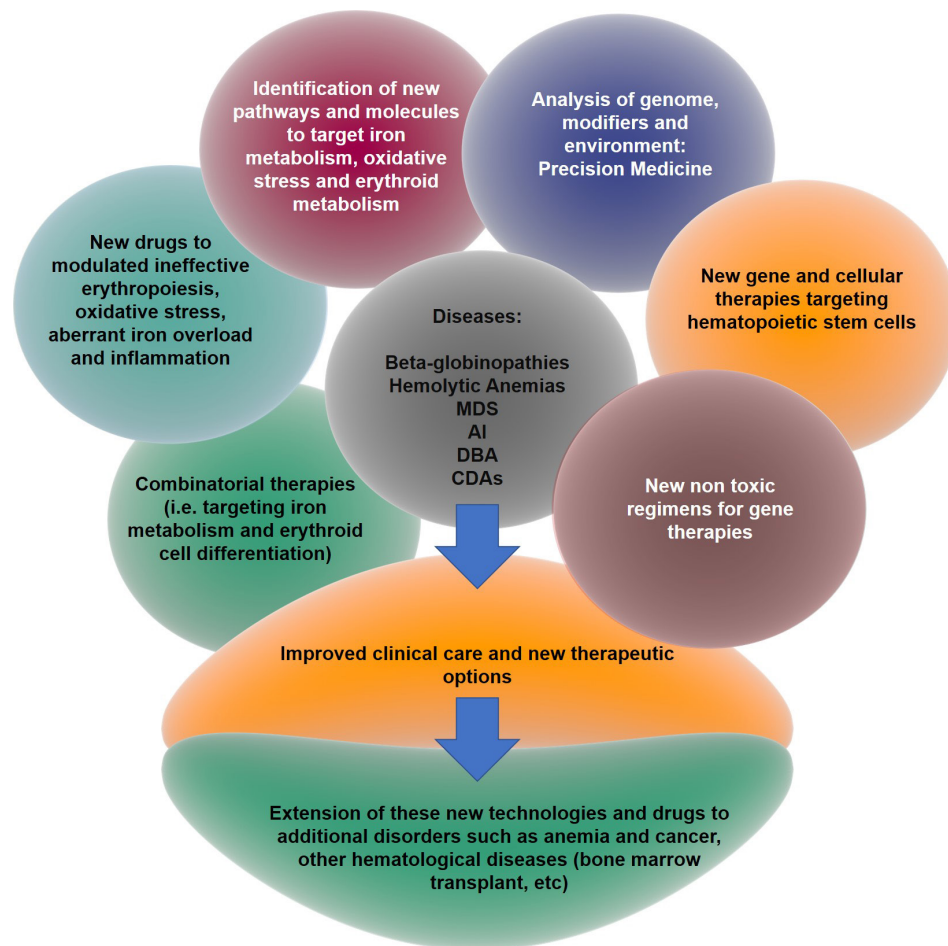 Identification of new
pathways and molecules
to target iron
metabolism, oxidative
stress and erythroid
metabolism
Analysis of genome,
modifiers and
environment:
Precision Medicine
New drugs to
modulated ineffective
erythropoiesis,
oxidative stress,
aberrant iron overload
and inflammation
New gene and cellular
therapies targeting
hematopoietic stem
cells
Diseases:
Beta-globinopathies
Hemolytic Anemias
MDS
AI
DBA
CDAs
Combinatorial therapies
(i.e. targeting iron
metabolism and erythroid
cell differentiation)
New non toxic
regimens for gene
therapies
Improved clinical care and new therapeutic
options
Extension of these new technologies and drugs to
additional disorders such as anemia and cancer,
other hematological diseases (bone marrow
transplant, etc)